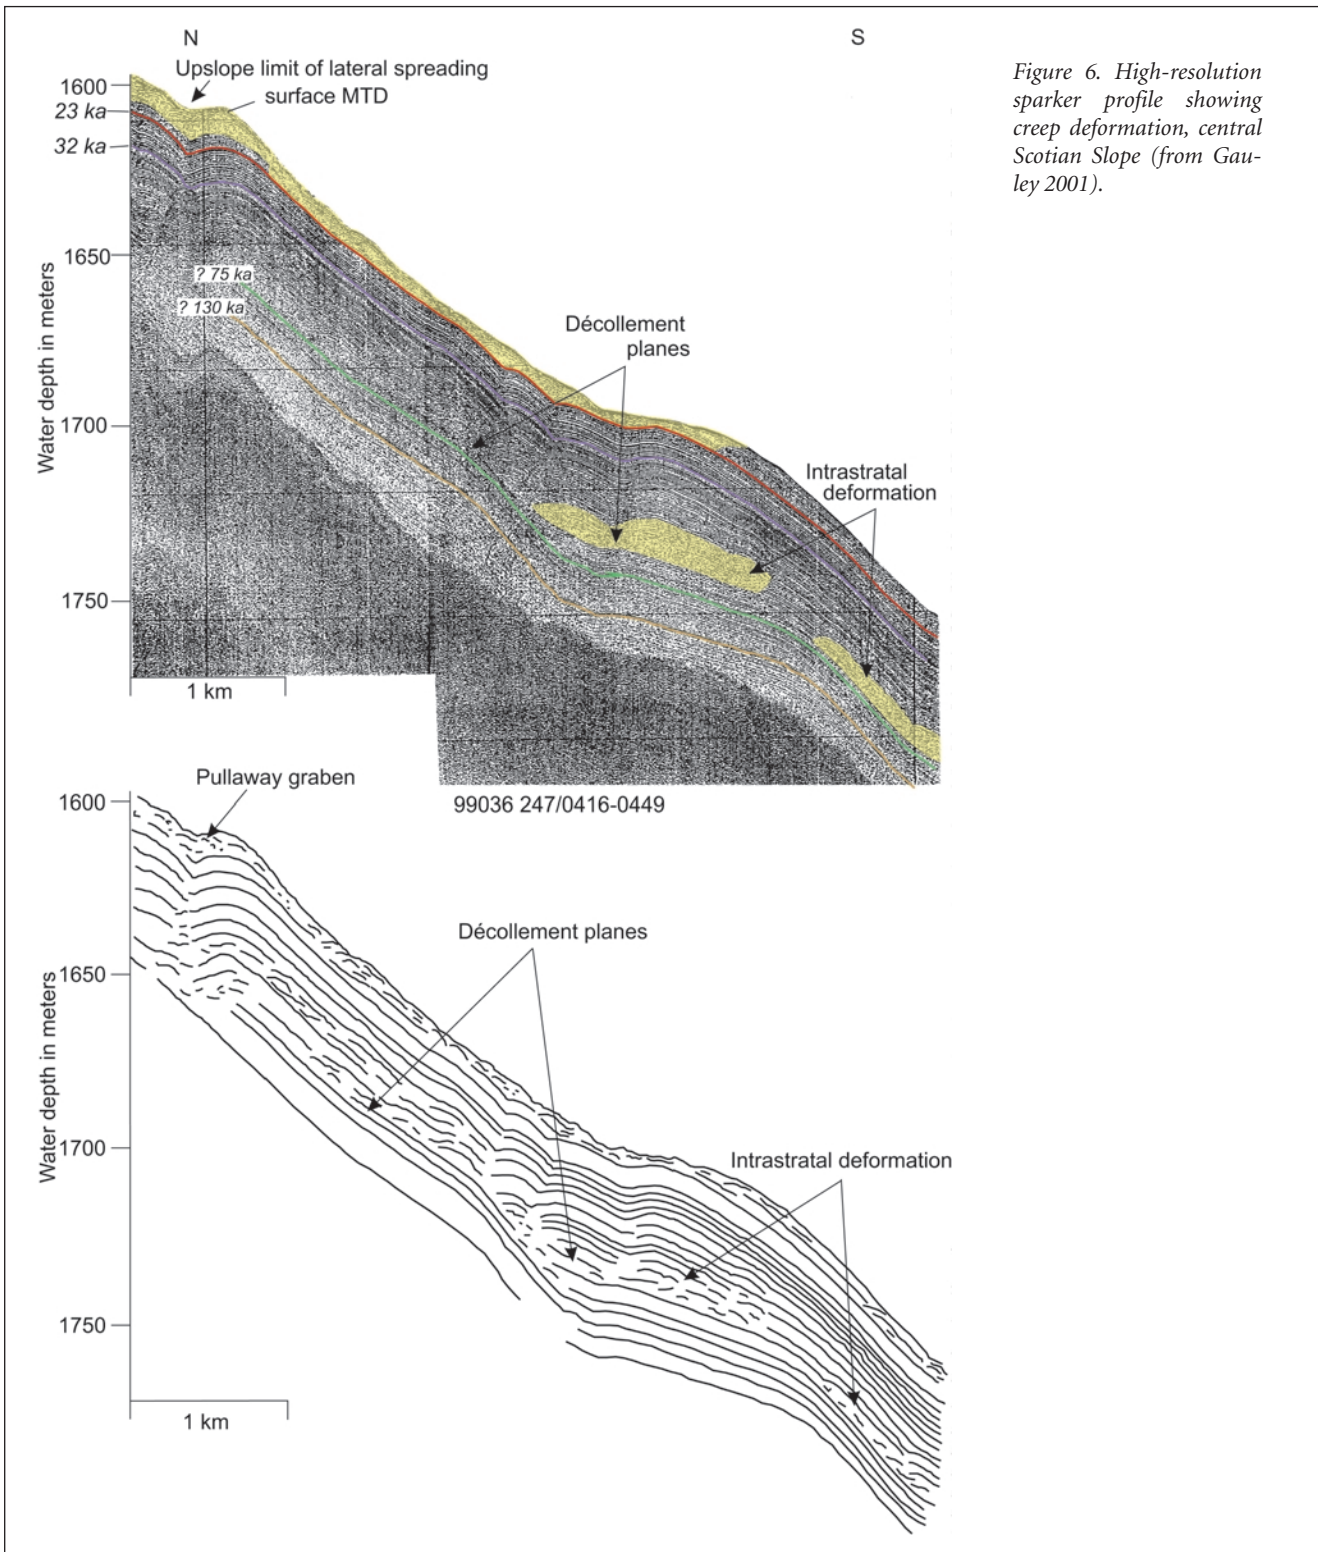 N
S
Upslope limit of lateral spreading
surface MTD
Figure 6. High-resolution
sparker profile showing
creep deformation, central
Scotian Slope (from Gau-
ley 2001).
1600
23 ka
32 ka
1650
? 75 ka
? 130 ka
Water depth in meters
Décollement
planes
1700
Intrastratal
deformation
1750
1 km
Pullaway graben
99036 247/0416-0449
1600
Décollement planes
1650
Water depth in meters
1700
Intrastratal deformation
1750
1 km